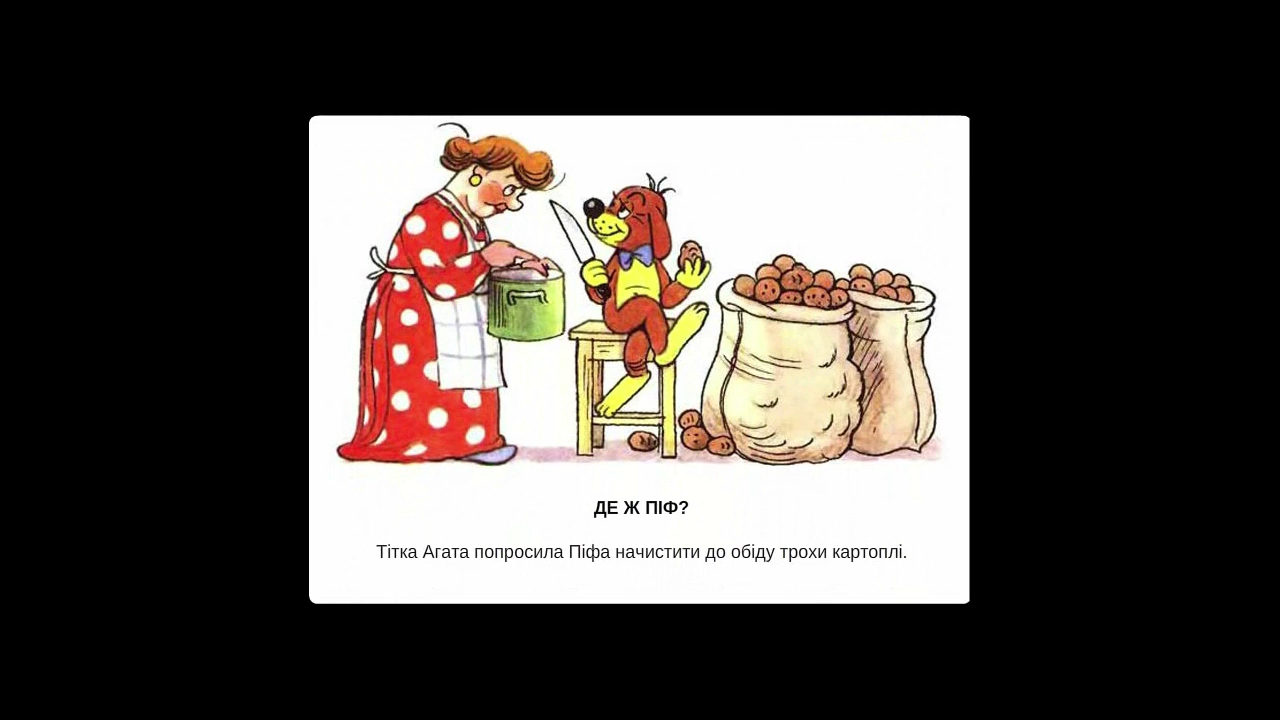 ДЕ Ж ПІФ?
Тітка Агата попросила Піфа начистити до обіду трохи картоплі.